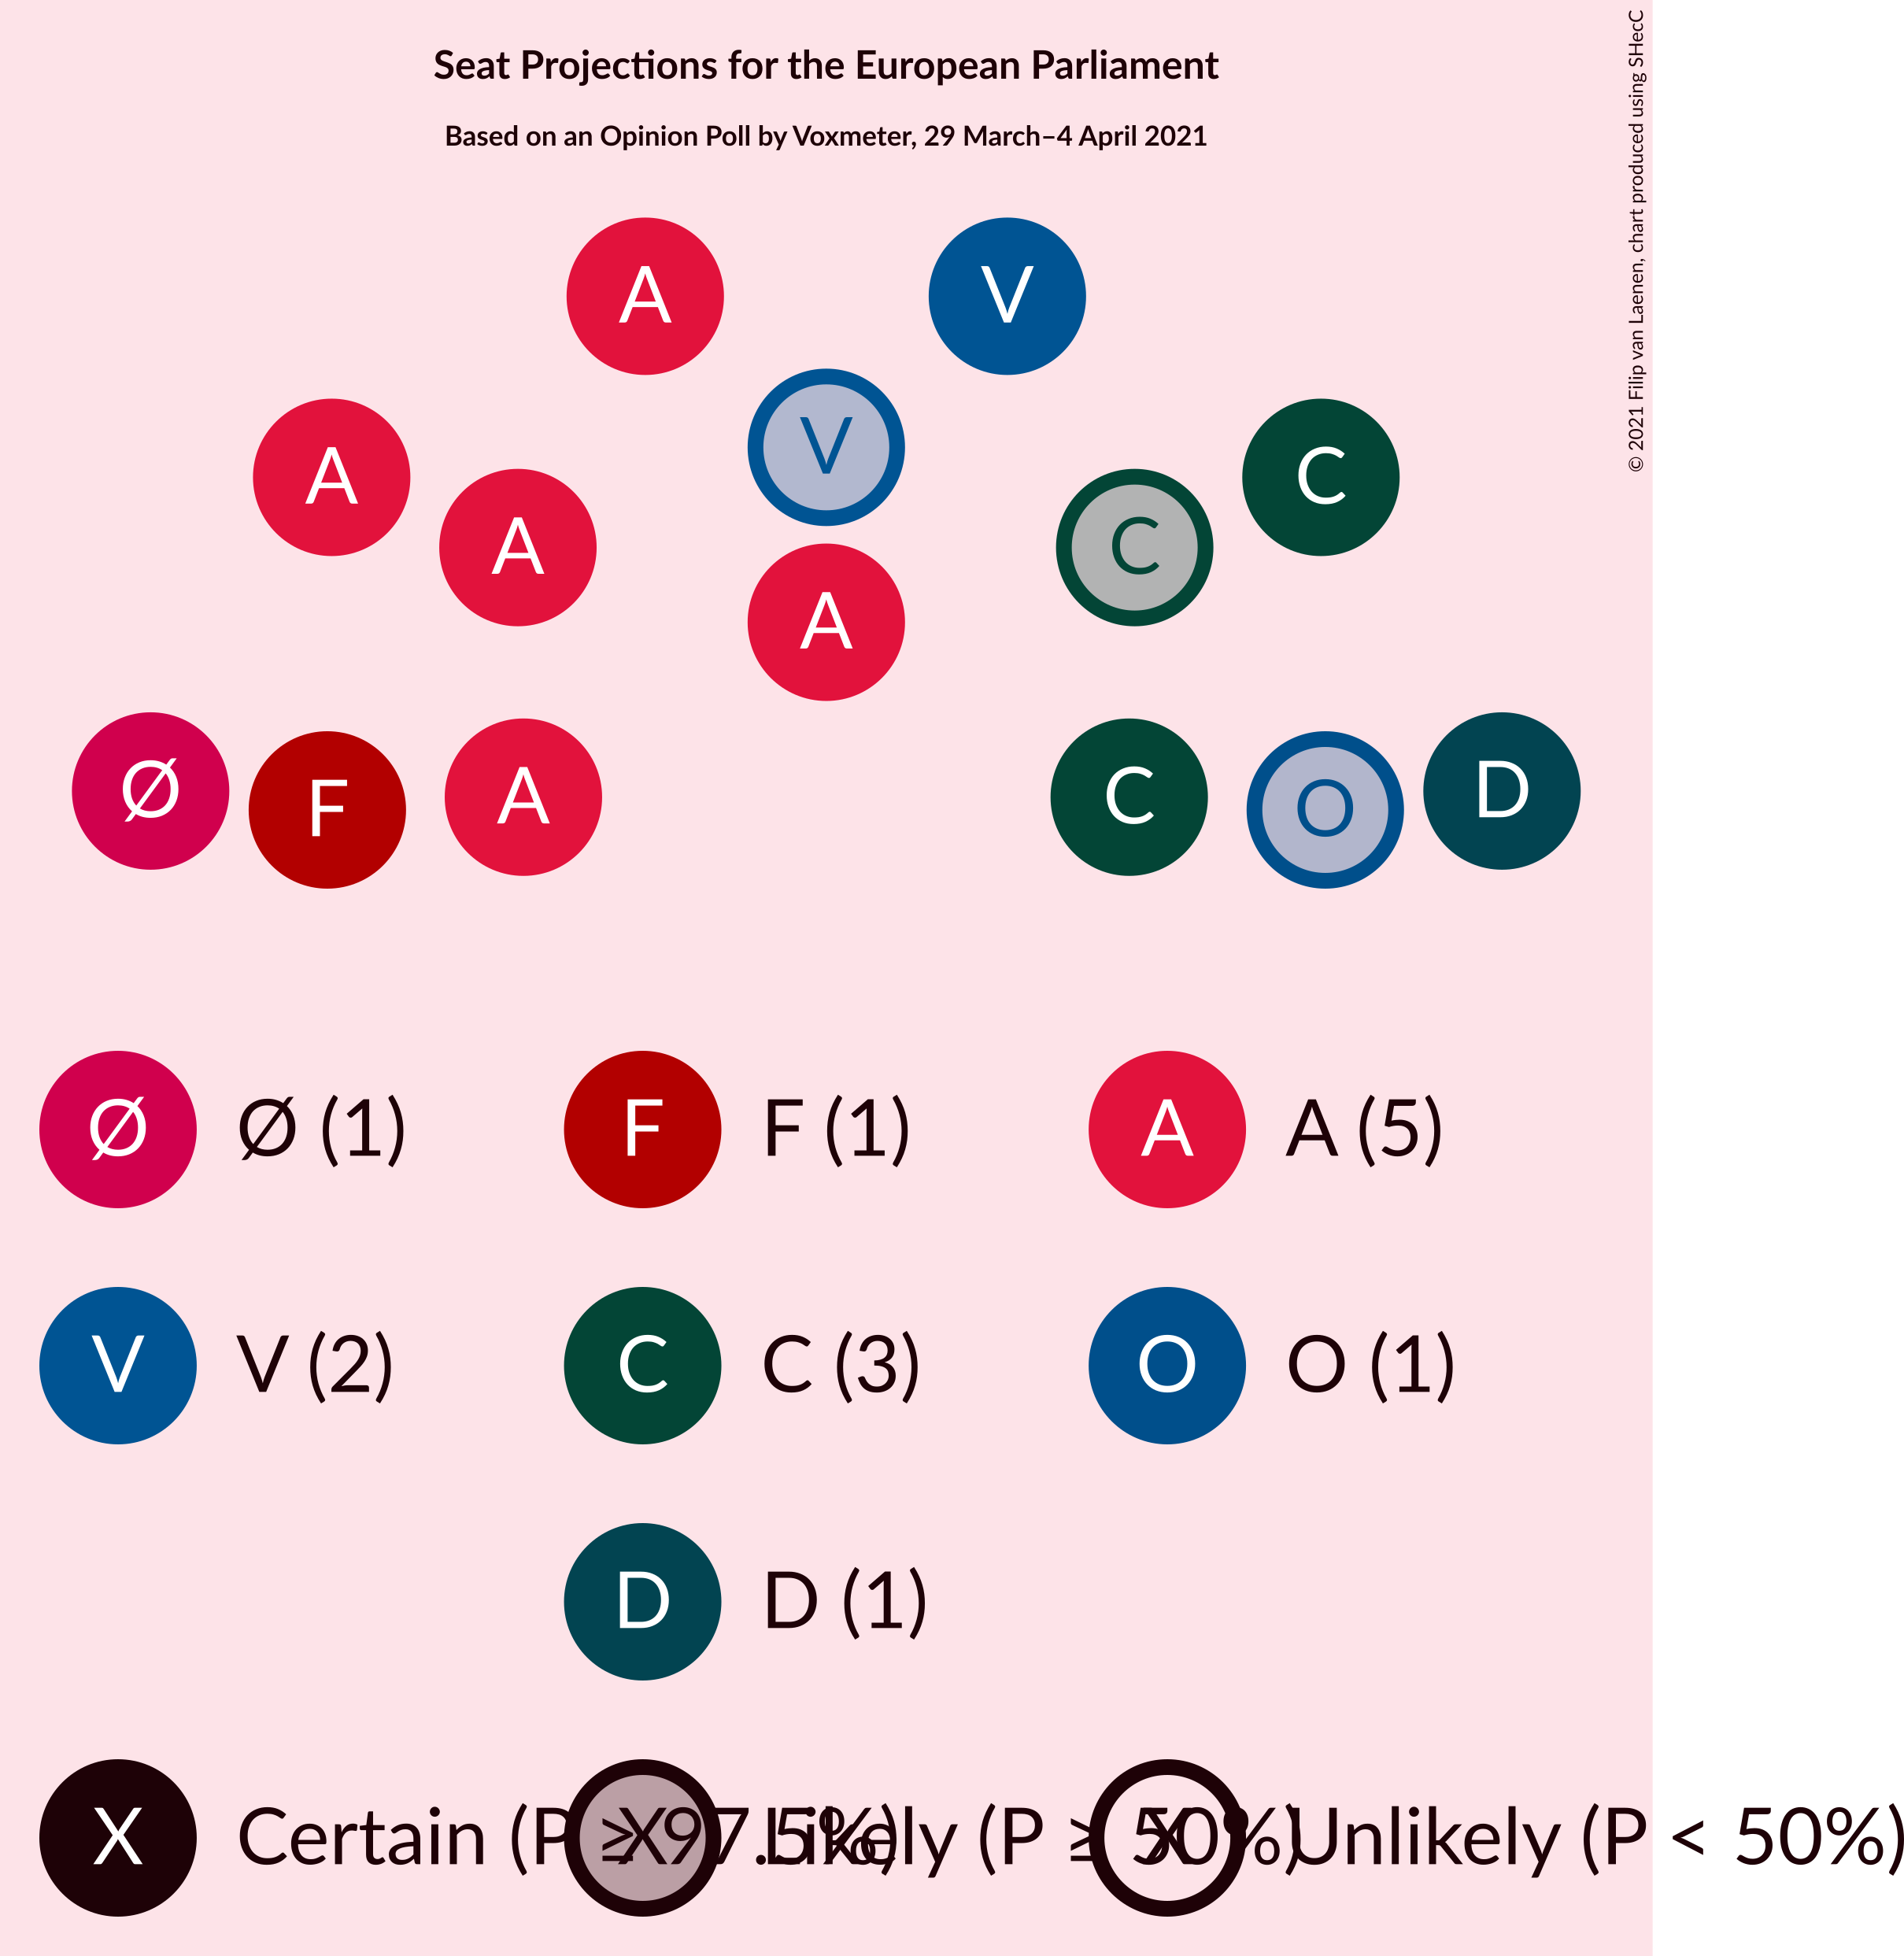 Seat Projections for the European Parliament
Based on an Opinion Poll by Voxmeter, 29 March–4 April 2021
© 2021 Filip van Laenen, chart produced using SHecC
A V
V
A C
A C
A
Ø D
A C
F O
Ø Ø (1) F F (1) A A (5)
V V (2) C C (3) O O (1)
D D (1)
X Certain (P ≥ 97.5%) X Likely (P ≥ 50%) X Unlikely (P < 50%)